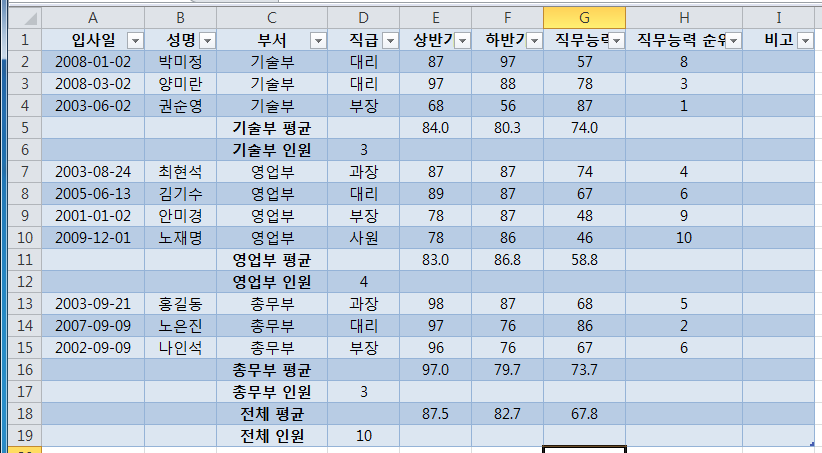 A B C D E F G H I
1 입사일 성명 부서 직급 상반기 하반기 직무능력 직무능력 순위 비고
2 2008-01-02 박미정 기술부 대리 87 97 57 8
3 2008-03-02 양미란 기술부 대리 97 88 78 3
4 2003-06-02 권순영 기술부 부장 68 56 87 1
5 기술부 평균 84.0 80.3 74.0
6 기술부 인원 3
7 2003-08-24 최현석 영업부 과장 87 87 74 4
8 2005-06-13 김기수 영업부 대리 89 87 67 6
9 2001-01-02 안미경 영업부 부장 78 87 48 9
10 2009-12-01 노재명 영업부 사원 78 86 46 10
11 영업부 평균 83.0 86.8 58.8
12 영업부 인원 4
13 2003-09-21 홍길동 총무부 과장 98 87 68 5
14 2007-09-09 노은진 총무부 대리 97 76 86 2
15 2002-09-09 나인석 총무부 부장 96 76 67 6
16 총무부 평균 97.0 79.7 73.7
17 총무부 인원 3
18 전체 평균 87.5 82.7 67.8
19 전체 인원 10